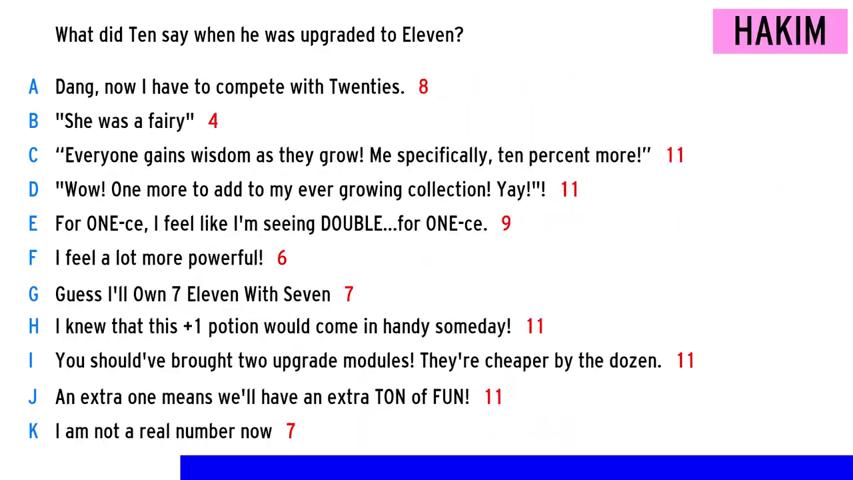 What did Ten say when he was upgraded to Eleven?
HAKIM
A Dang, now I have to compete with Twenties. 8
B "She was a fairy" 4
C “Everyone gains wisdom as they grow! Me specifically, ten percent more!” 11
D "Wow! One more to add to my ever growing collection! Yay!"! 11
E For ONE-ce, I feel like I'm seeing DOUBLE...for ONE-ce. 9
F I feel a lot more powerful! 6
G Guess I'll Own 7 Eleven With Seven 7
H I knew that this +1 potion would come in handy someday! 11
I You should've brought two upgrade modules! They're cheaper by the dozen. 11
J An extra one means we'll have an extra TON of FUN! 11
K I am not a real number now 7